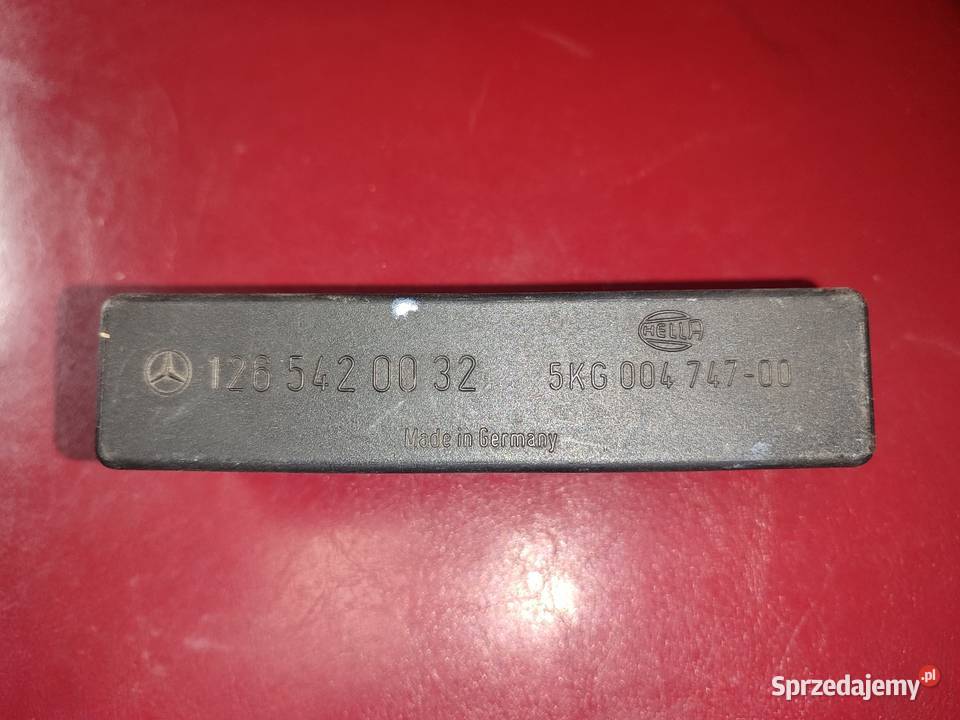 HELLA
126 542 00 32 5KG 004 747-00
Made in Germany
Sprzedajemy.pl